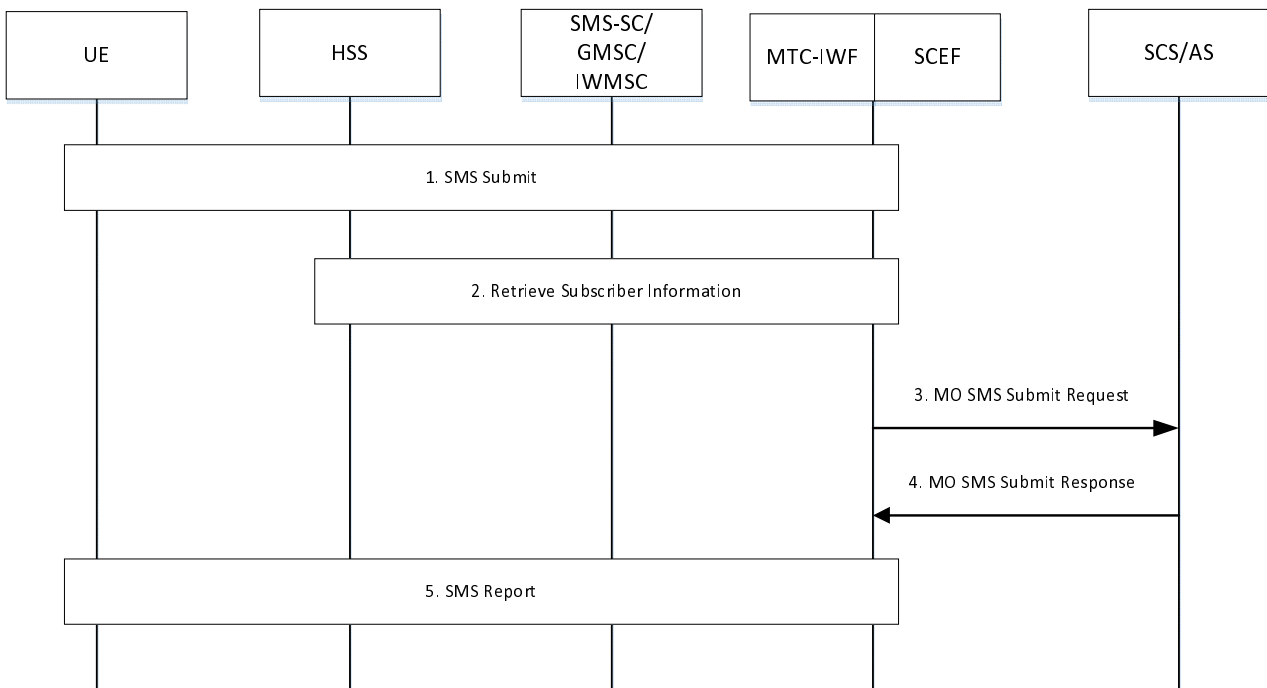 UE
HSS
SMS-SC/
GMSC/
IWMSC
MTC-IWF
SCEF
SCS/AS
1. SMS Submit
2. Retrieve Subscriber Information
3. MO SMS Submit Request
4. MO SMS Submit Response
5. SMS Report